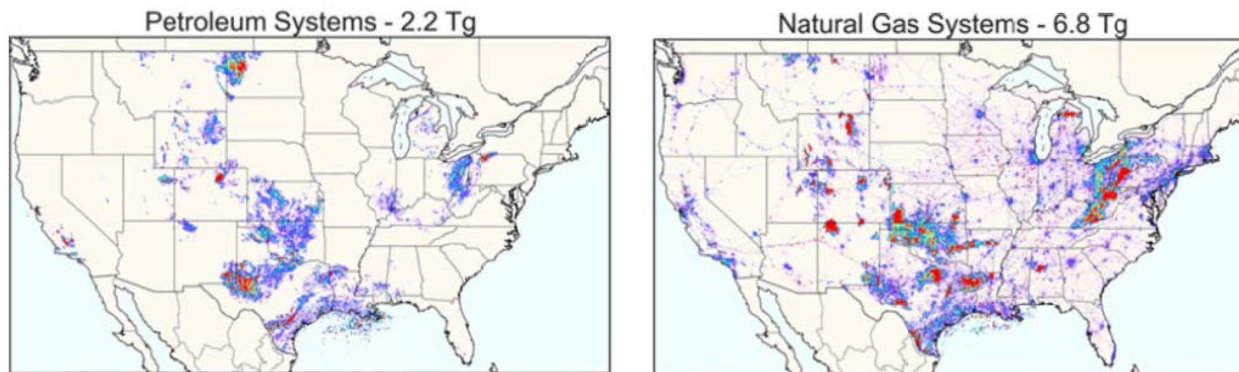 Petroleum Systems - 2.2 Tg
Natural Gas Systems - 6.8 Tg